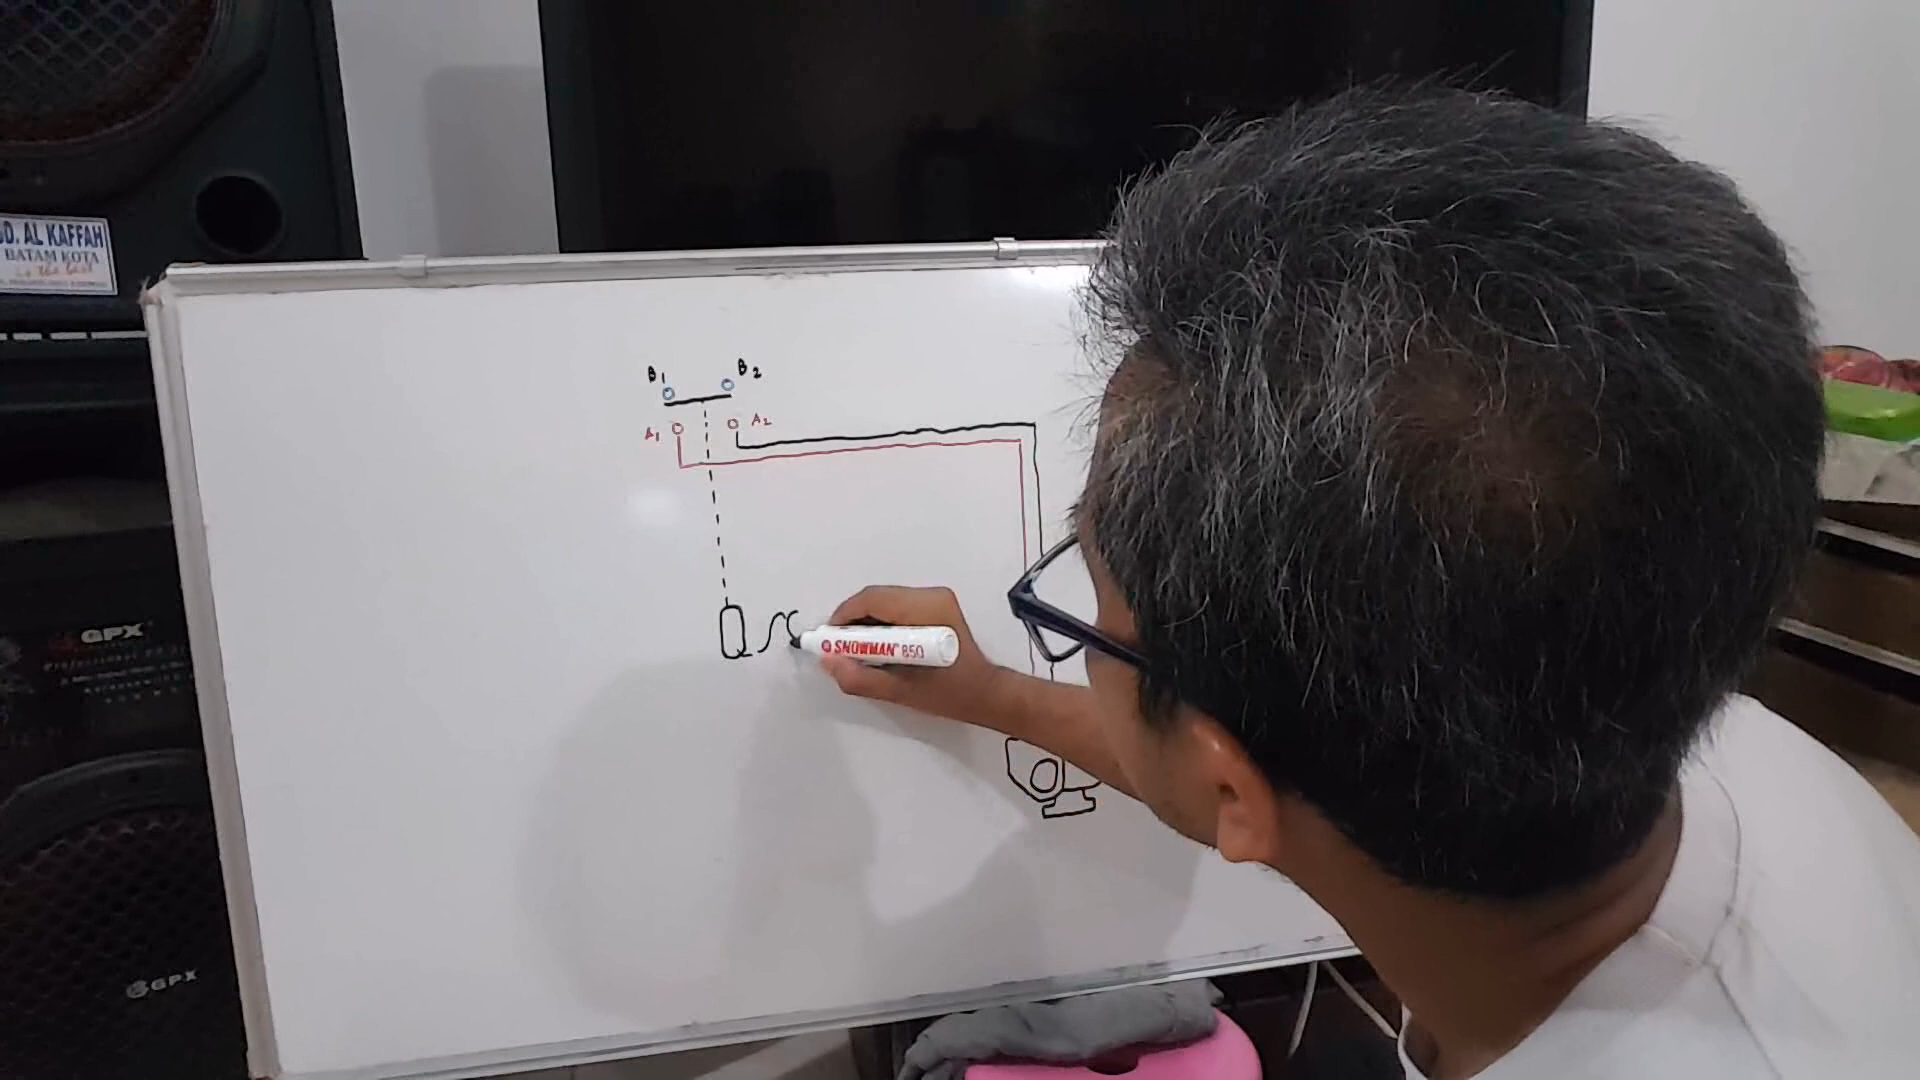 D. AL KAFFAH
BATAM KOTA
B1
B2
A1
A2
SNOWMAN 850
GPX
GPX